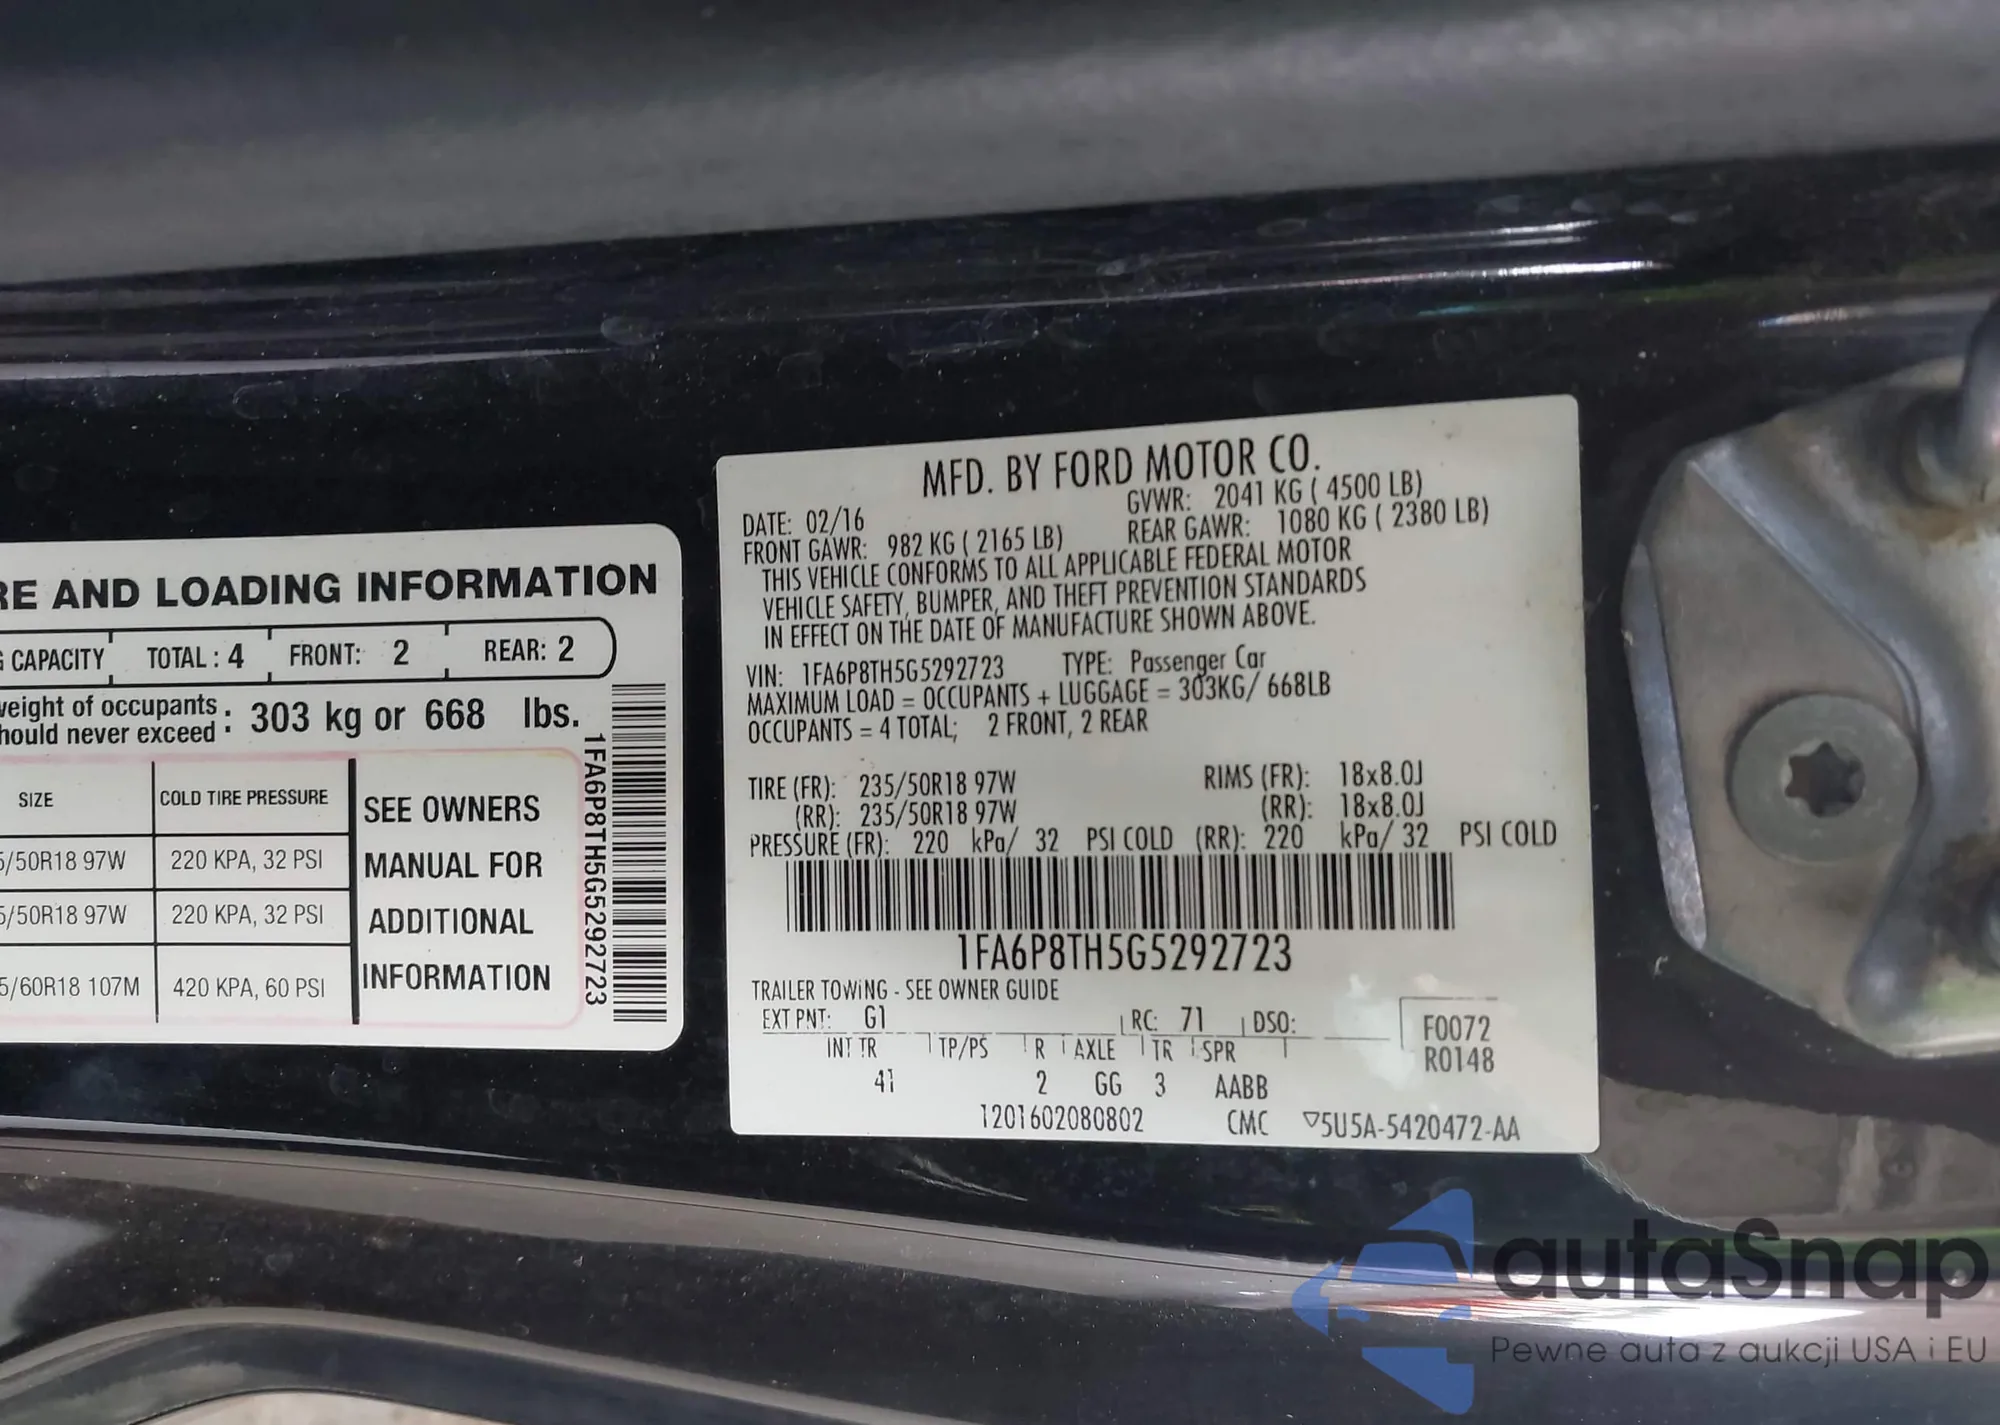 RE AND LOADING INFORMATION
CAPACITY TOTAL : 4 FRONT: 2 REAR: 2
weight of occupants
hould never exceed : 303 kg or 668 lbs.
SIZE COLD TIRE PRESSURE
5/50R18 97W 220 KPA, 32 PSI
5/50R18 97W 220 KPA, 32 PSI
5/60R18 107M 420 KPA, 60 PSI
SEE OWNERS
MANUAL FOR
ADDITIONAL
INFORMATION
1FA6P8TH5G5292723
MFD. BY FORD MOTOR CO.
DATE: 02/16 GVWR: 2041 KG ( 4500 LB)
FRONT GAWR: 982 KG ( 2165 LB) REAR GAWR: 1080 KG ( 2380 LB)
THIS VEHICLE CONFORMS TO ALL APPLICABLE FEDERAL MOTOR
VEHICLE SAFETY, BUMPER, AND THEFT PREVENTION STANDARDS
IN EFFECT ON THE DATE OF MANUFACTURE SHOWN ABOVE.
VIN: 1FA6P8TH5G5292723 TYPE: Passenger Car
MAXIMUM LOAD = OCCUPANTS + LUGGAGE = 303KG/ 668LB
OCCUPANTS = 4 TOTAL; 2 FRONT, 2 REAR
TIRE (FR): 235/50R18 97W RIMS (FR): 18x8.0J
(RR): 235/50R18 97W (RR): 18x8.0J
PRESSURE (FR): 220 kPa/ 32 PSI COLD (RR): 220 kPa/ 32 PSI COLD
1FA6P8TH5G5292723
TRAILER TOWING - SEE OWNER GUIDE
EXT PNT: G1 RC: 71 DSO: F0072
INT TR TP/PS R AXLE TR SPR R0148
41 2 GG 3 AABB
1201602080802 CMC ▽5U5A-5420472-AA
autaSnap
Pewne auta z aukcji USA i EU